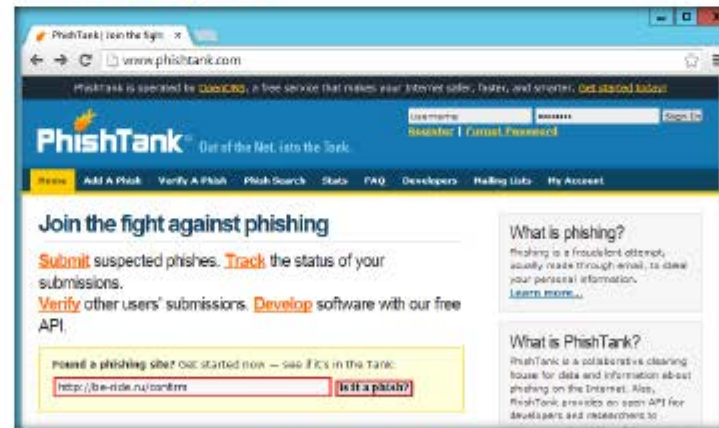 PhishTank | Join the figh
www.phishtank.com
PhishTank is operated by OpenDNS, a free service that makes your Internet safer, faster, and smarter. Get started today!
username
Sign In
Register | Forgot Password
PhishTank Out of the Net, into the Tank.
Home Add A Phish Verify A Phish Phish Search Stats FAQ Developers Mailing Lists My Account
Join the fight against phishing
Submit suspected phishes. Track the status of your
submissions.
Verify other users' submissions. Develop software with our free
API.
Found a phishing site? Get started now — see if it's in the Tank:
http://be-ride.ru/confirm
Is it a phish?
What is phishing?
Phishing is a fraudulent attempt,
usually made through email, to steal
your personal information.
Learn more...
What is PhishTank?
PhishTank is a collaborative clearing
house for data and information about
phishing on the Internet. Also,
PhishTank provides an open API for
developers and researchers to